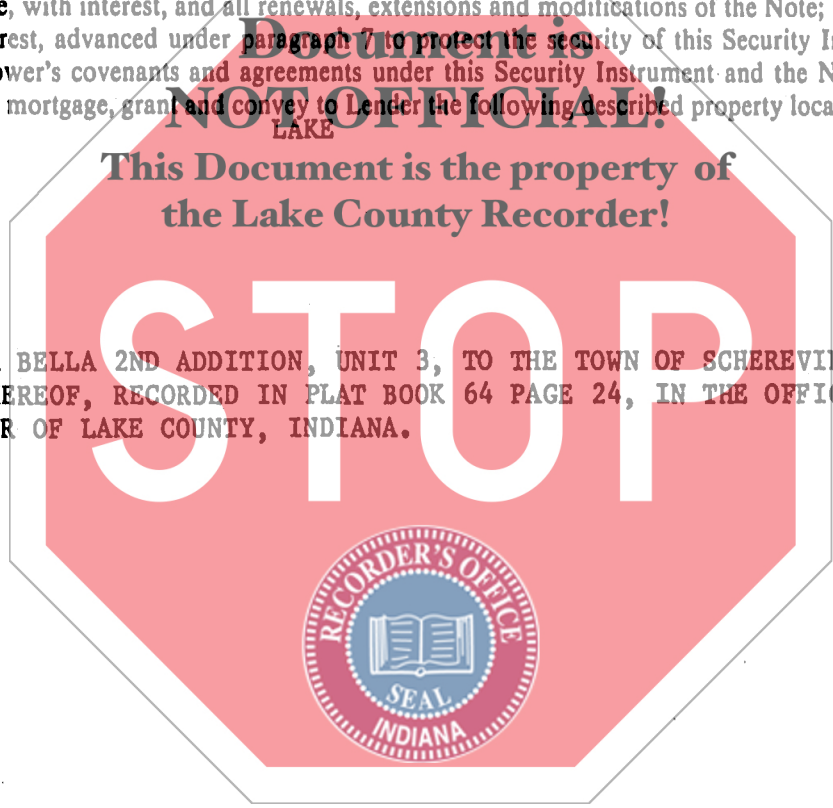 e, with interest, and all renewals, extensions and modifications of the Note;
rest, advanced under paragraph 7 to protect the security of this Security I
Document is
ower's covenants and agreements under this Security Instrument and the N
mortgage, grant and convey to Lender the following described property loca
NOT OFFICIAL!
LAKE
This Document is the property of
the Lake County Recorder!
STOP
BELLA 2ND ADDITION, UNIT 3, TO THE TOWN OF SCHEREVI
EREOF, RECORDED IN PLAT BOOK 64 PAGE 24, IN THE OFFI
R OF LAKE COUNTY, INDIANA.
RECORDER'S OFFICE
SEAL
INDIANA